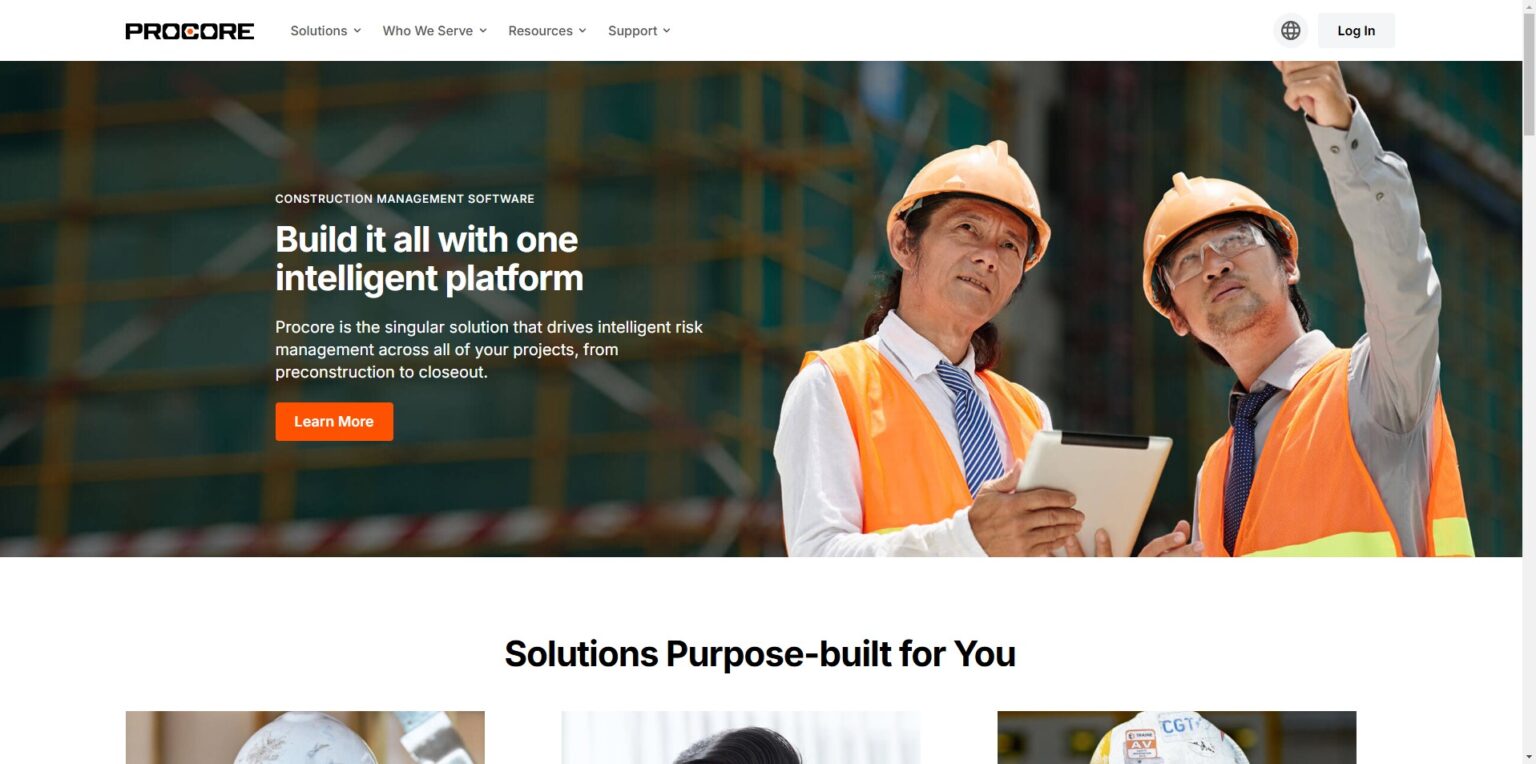 PROCORE
Solutions
Who We Serve
Resources
Support
Log In
CONSTRUCTION MANAGEMENT SOFTWARE
Build it all with one
intelligent platform
Procore is the singular solution that drives intelligent risk
management across all of your projects, from
preconstruction to closeout.
Learn More
Solutions Purpose-built for You
CGT
AV